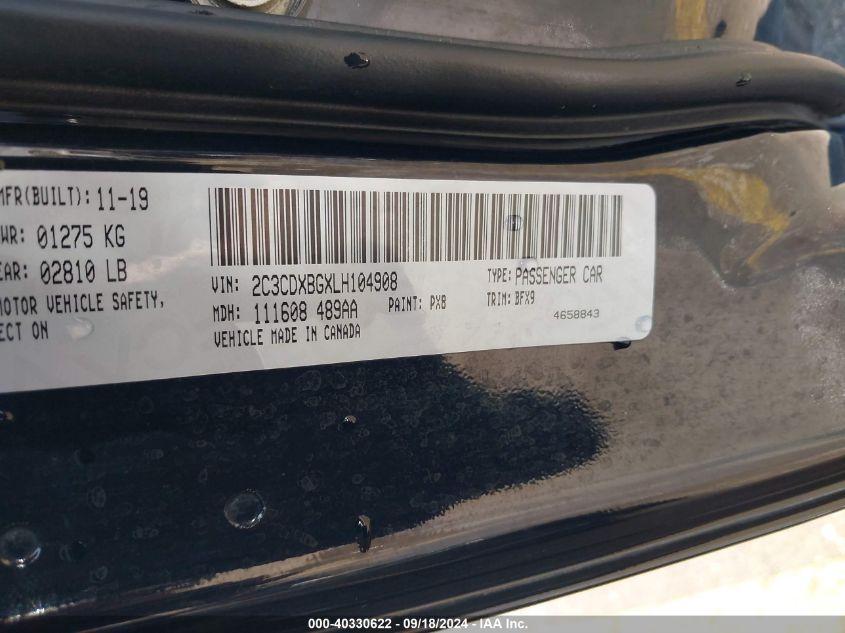 MFR(BUILT): 11-19
WR: 01275 KG
EAR: 02810 LB
MOTOR VEHICLE SAFETY,
ECT ON
VIN: 2C3CDXBGXLH104908
TYPE: PASSENGER CAR
MDH: 111608 489AA
PAINT: PXB
TRIM: BFX9
VEHICLE MADE IN CANADA
4658843
000-40330622 - 09/18/2024 - IAA Inc.